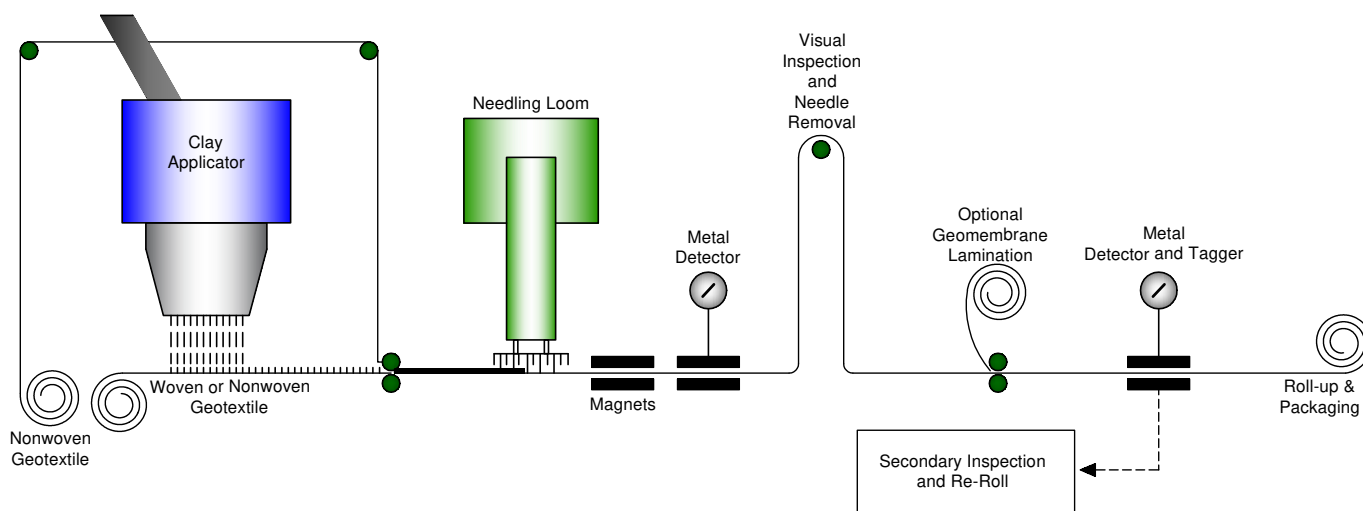 Clay
Applicator
Needling Loom
Visual
Inspection
and
Needle
Removal
Metal
Detector
Optional
Geomembrane
Lamination
Metal
Detector and Tagger
Woven or Nonwoven
Geotextile
Magnets
Nonwoven
Geotextile
Roll-up &
Packaging
Secondary Inspection
and Re-Roll